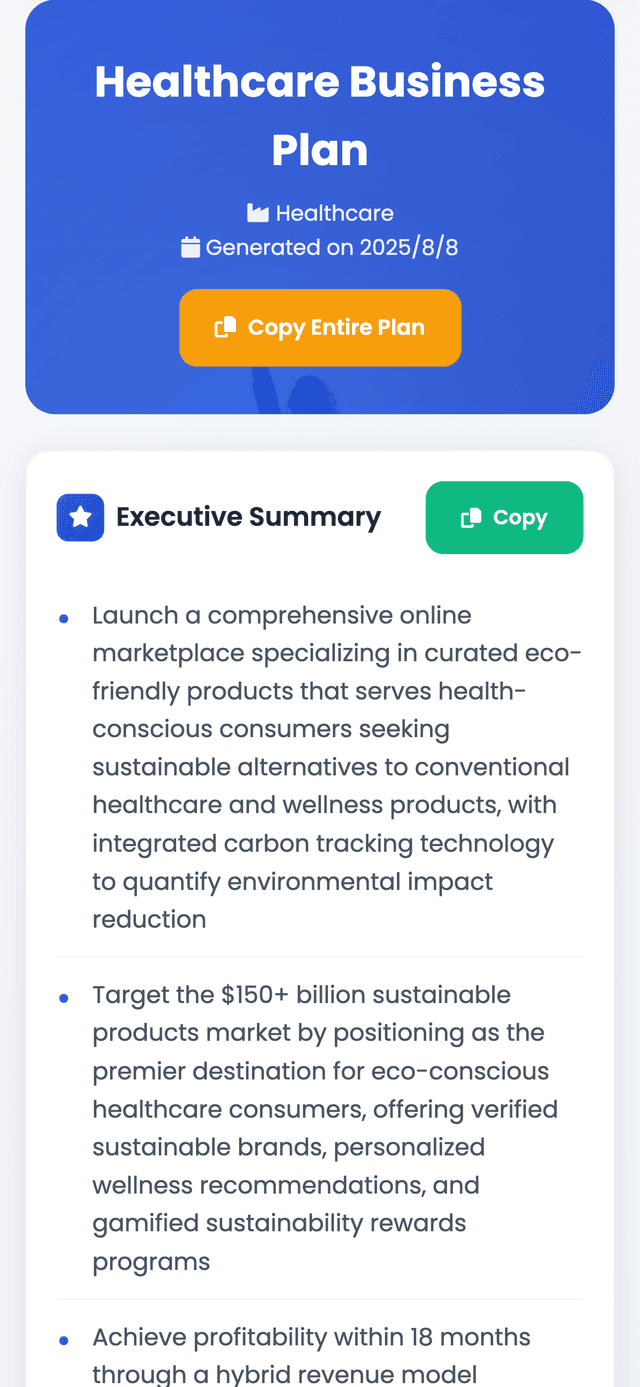 Healthcare Business
Plan
Healthcare
Generated on 2025/8/8
Copy Entire Plan
Executive Summary
Copy
Launch a comprehensive online
marketplace specializing in curated eco-
friendly products that serves health-
conscious consumers seeking
sustainable alternatives to conventional
healthcare and wellness products, with
integrated carbon tracking technology
to quantify environmental impact
reduction
Target the $150+ billion sustainable
products market by positioning as the
premier destination for eco-conscious
healthcare consumers, offering verified
sustainable brands, personalized
wellness recommendations, and
gamified sustainability rewards
programs
Achieve profitability within 18 months
through a hybrid revenue model